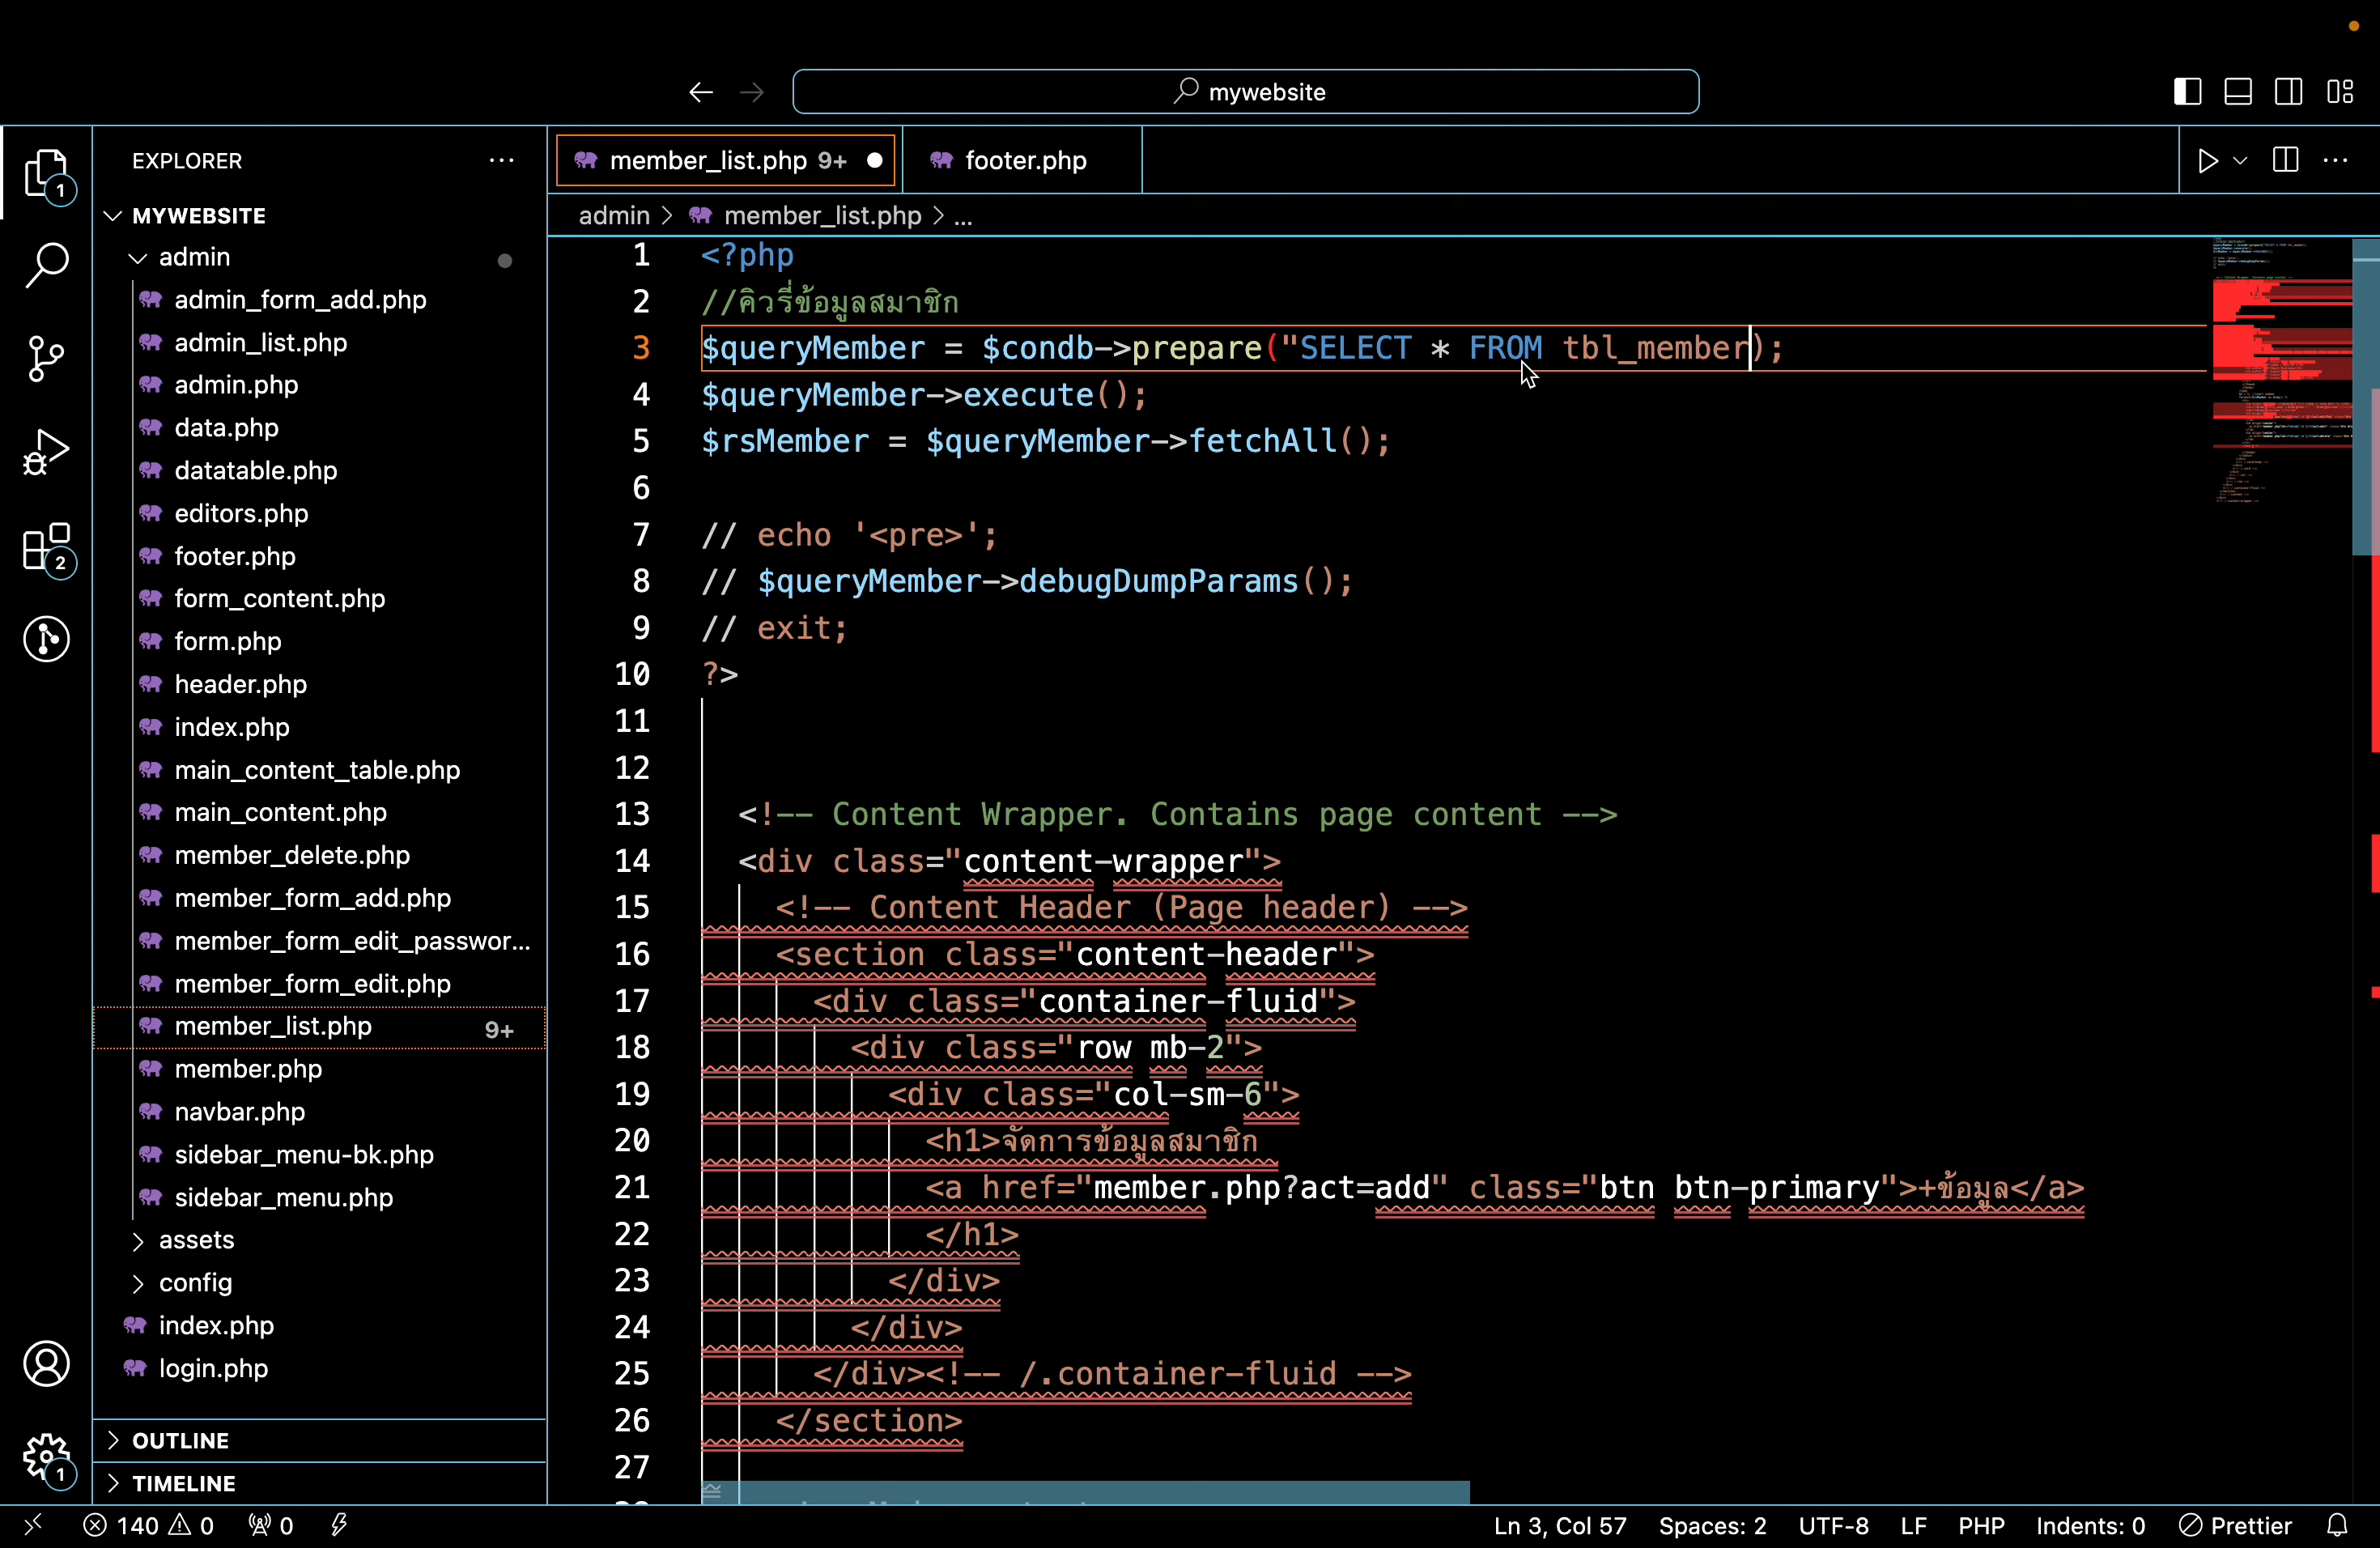 mywebsite
EXPLORER
MYWEBSITE
admin
admin_form_add.php
admin_list.php
admin.php
data.php
datatable.php
editors.php
footer.php
form_content.php
form.php
header.php
index.php
main_content_table.php
main_content.php
member_delete.php
member_form_add.php
member_form_edit_passwor...
member_form_edit.php
member_list.php 9+
member.php
navbar.php
sidebar_menu-bk.php
sidebar_menu.php
assets
config
index.php
login.php
OUTLINE
TIMELINE
1
2
1
member_list.php 9+
footer.php
admin > member_list.php > ...
1 <?php
2 //คิวรี่ข้อมูลสมาชิก
3 $queryMember = $condb->prepare("SELECT * FROM tbl_member);
4 $queryMember->execute();
5 $rsMember = $queryMember->fetchAll();
6
7 // echo '<pre>';
8 // $queryMember->debugDumpParams();
9 // exit;
10 ?>
11
12
13 <!-- Content Wrapper. Contains page content -->
14 <div class="content-wrapper">
15 <!-- Content Header (Page header) -->
16 <section class="content-header">
17 <div class="container-fluid">
18 <div class="row mb-2">
19 <div class="col-sm-6">
20 <h1>จัดการข้อมูลสมาชิก
21 <a href="member.php?act=add" class="btn btn-primary">+ข้อมูล</a>
22 </h1>
23 </div>
24 </div>
25 </div><!-- /.container-fluid -->
26 </section>
27
140 0 0
Ln 3, Col 57 Spaces: 2 UTF-8 LF PHP Indents: 0 Prettier